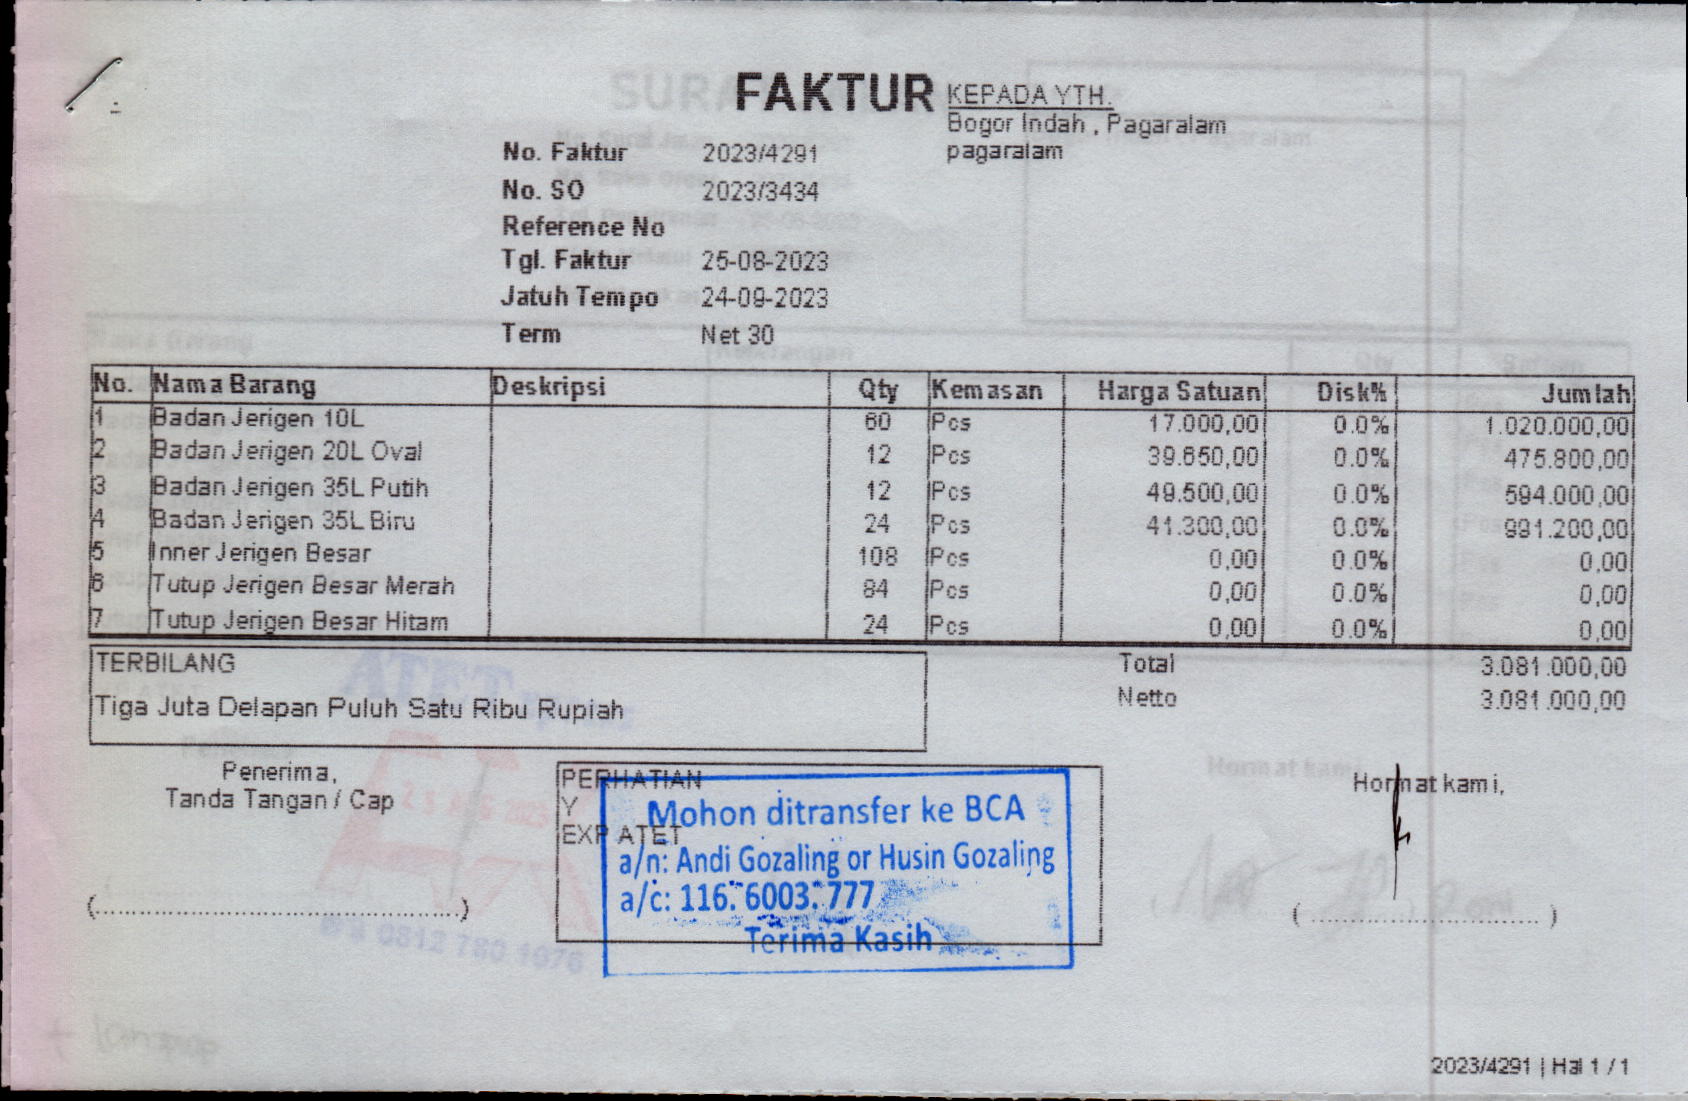 FAKTUR
KEPADA YTH.
Bogor Indah , Pagaralam
pagaralam
No. Faktur 2023/4291
No. SO 2023/3434
Reference No
Tgl. Faktur 25-08-2023
Jatuh Tempo 24-09-2023
Term Net 30
No. Nama Barang Deskripsi Qty Kemasan Harga Satuan Disk% Jumlah
1 Badan Jerigen 10L 60 Pcs 17.000,00 0.0% 1.020.000,00
2 Badan Jerigen 20L Oval 12 Pcs 39.650,00 0.0% 475.800,00
3 Badan Jerigen 35L Putih 12 Pcs 49.500,00 0.0% 594.000,00
4 Badan Jerigen 35L Biru 24 Pcs 41.300,00 0.0% 991.200,00
5 Inner Jerigen Besar 108 Pcs 0,00 0.0% 0,00
6 Tutup Jerigen Besar Merah 84 Pcs 0,00 0.0% 0,00
7 Tutup Jerigen Besar Hitam 24 Pcs 0,00 0.0% 0,00
TERBILANG
Tiga Juta Delapan Puluh Satu Ribu Rupiah
Total 3.081.000,00
Netto 3.081.000,00
Penerima,
Tanda Tangan / Cap
(..............................................)
PERHATIAN
Y
EXP ATET
Mohon ditransfer ke BCA
a/n: Andi Gozaling or Husin Gozaling
a/c: 116. 6003. 777
Terima Kasih
Hormat kami,
( ............................. )
2023/4291 | Hal 1 / 1